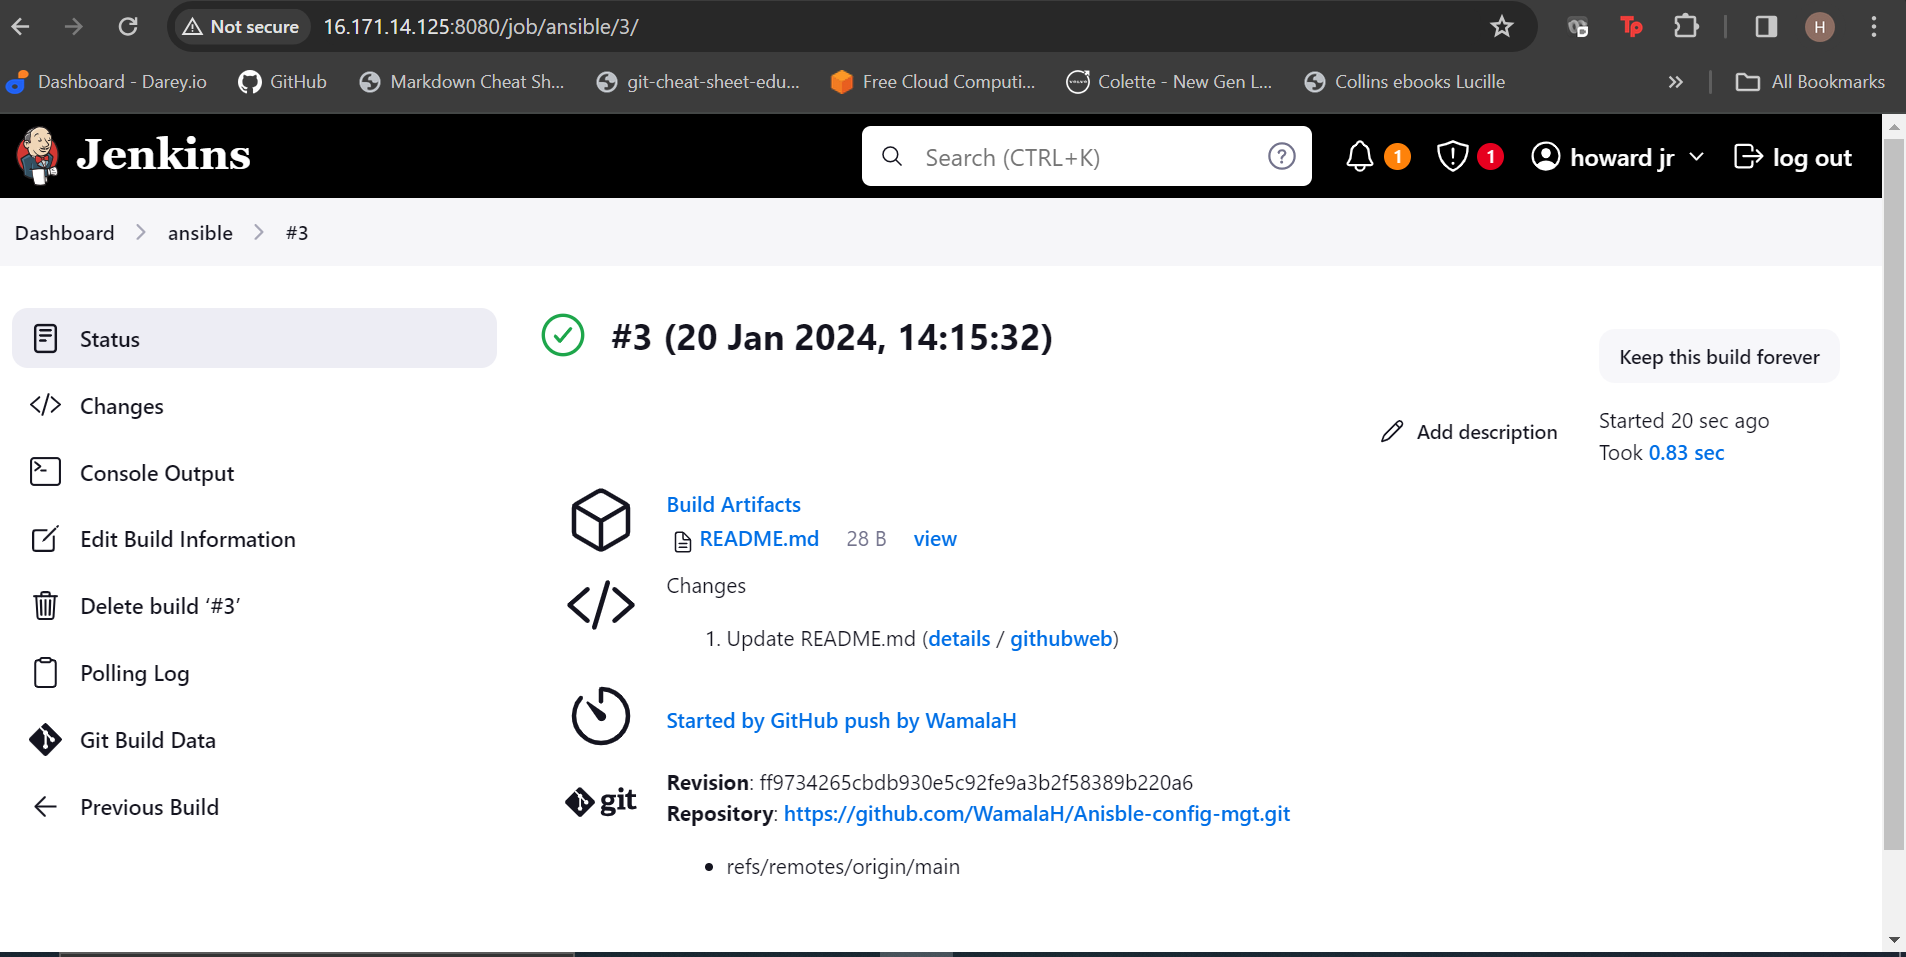 Not secure 16.171.14.125:8080/job/ansible/3/ Tp H
Dashboard - Darey.io GitHub Markdown Cheat Sh... git-cheat-sheet-edu... Free Cloud Computi... Colette - New Gen L... Collins ebooks Lucille » All Bookmarks
Jenkins Search (CTRL+K) ? 1 1 howard jr log out
Dashboard ansible #3
Status
#3 (20 Jan 2024, 14:15:32)
Keep this build forever
Changes
Add description
Started 20 sec ago
Took 0.83 sec
Console Output
Build Artifacts
README.md 28 B view
Edit Build Information
Changes
Delete build ‘#3’
1. Update README.md (details / githubweb)
Polling Log
Started by GitHub push by WamalaH
Git Build Data
git
Revision: ff9734265cbdb930e5c92fe9a3b2f58389b220a6
Repository: https://github.com/WamalaH/Anisble-config-mgt.git
Previous Build
• refs/remotes/origin/main